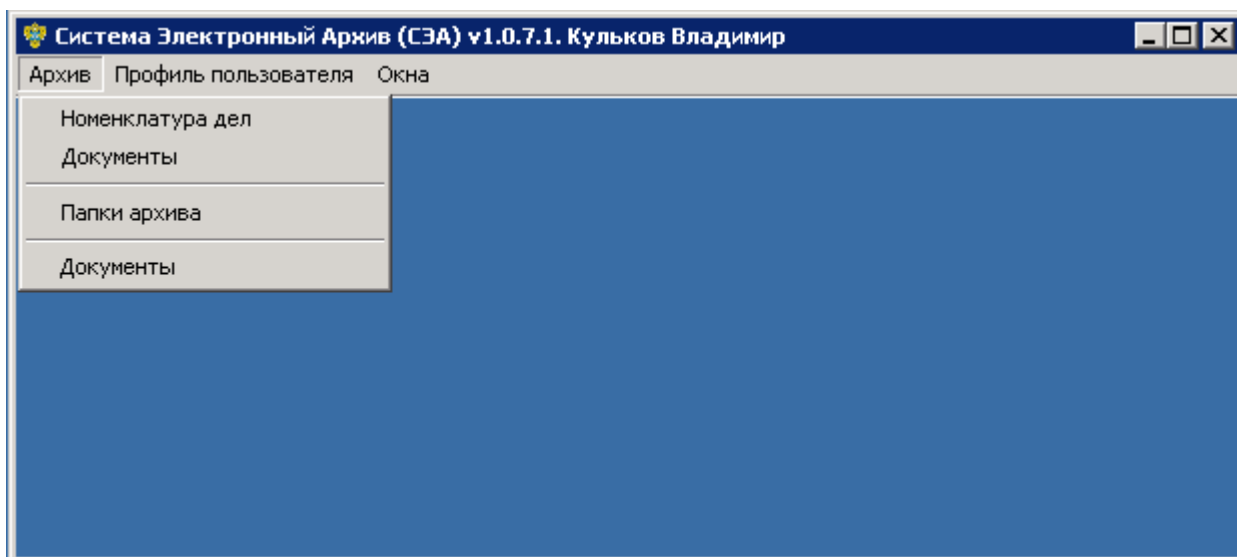 Система Электронный Архив (СЭА) v1.0.7.1. Кульков Владимир
Архив Профиль пользователя Окна
Номенклатура дел
Документы
Папки архива
Документы